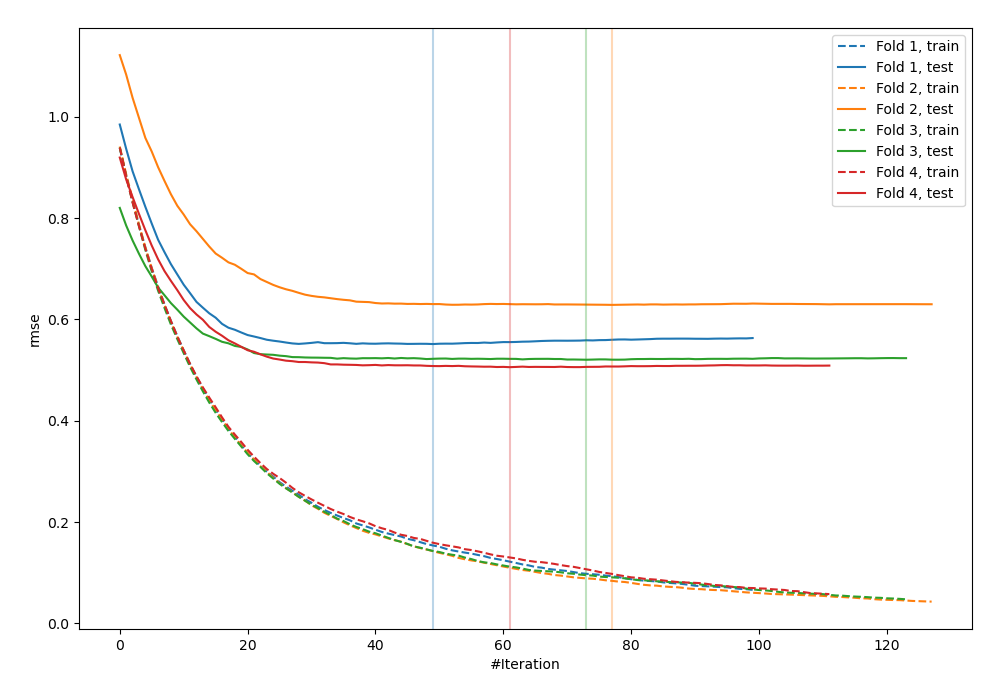 Fold 1, train
Fold 1, test
Fold 2, train
Fold 2, test
Fold 3, train
Fold 3, test
Fold 4, train
Fold 4, test
rmse
1.0
0.8
0.6
0.4
0.2
0.0
0 20 40 60 80 100 120
#Iteration